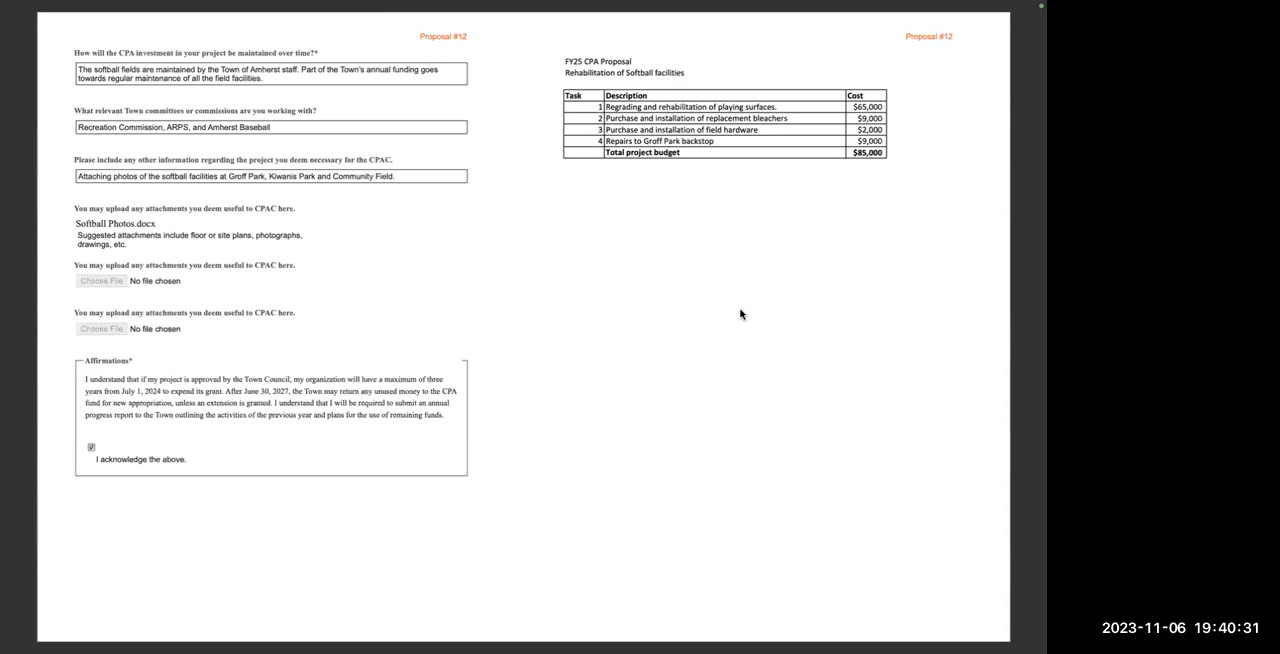 Proposal #12
How will the CPA investment in your project be maintained over time?*
The softball fields are maintained by the Town of Amherst staff. Part of the Town's annual funding goes
towards regular maintenance of all the field facilities.
What relevant Town committees or commissions are you working with?
Recreation Commission, ARPS, and Amherst Baseball
Please include any other information regarding the project you deem necessary for the CPAC.
Attaching photos of the softball facilities at Groff Park, Kiwanis Park and Community Field.
You may upload any attachments you deem useful to CPAC here.
Softball Photos.docx
Suggested attachments include floor or site plans, photographs,
drawings, etc.
You may upload any attachments you deem useful to CPAC here.
Choose File No file chosen
You may upload any attachments you deem useful to CPAC here.
Choose File No file chosen
Affirmations*
I understand that if my project is approved by the Town Council, my organization will have a maximum of three
years from July 1, 2024 to expend its grant. After June 30, 2027, the Town may return any unused money to the CPA
fund for new appropriation, unless an extension is granted. I understand that I will be required to submit an annual
progress report to the Town outlining the activities of the previous year and plans for the use of remaining funds.
I acknowledge the above.
Proposal #12
FY25 CPA Proposal
Rehabilitation of Softball facilities
Task Description Cost
1 Regrading and rehabilitation of playing surfaces. $65,000
2 Purchase and installation of replacement bleachers $9,000
3 Purchase and installation of field hardware $2,000
4 Repairs to Groff Park backstop $9,000
Total project budget $85,000
2023-11-06 19:40:31